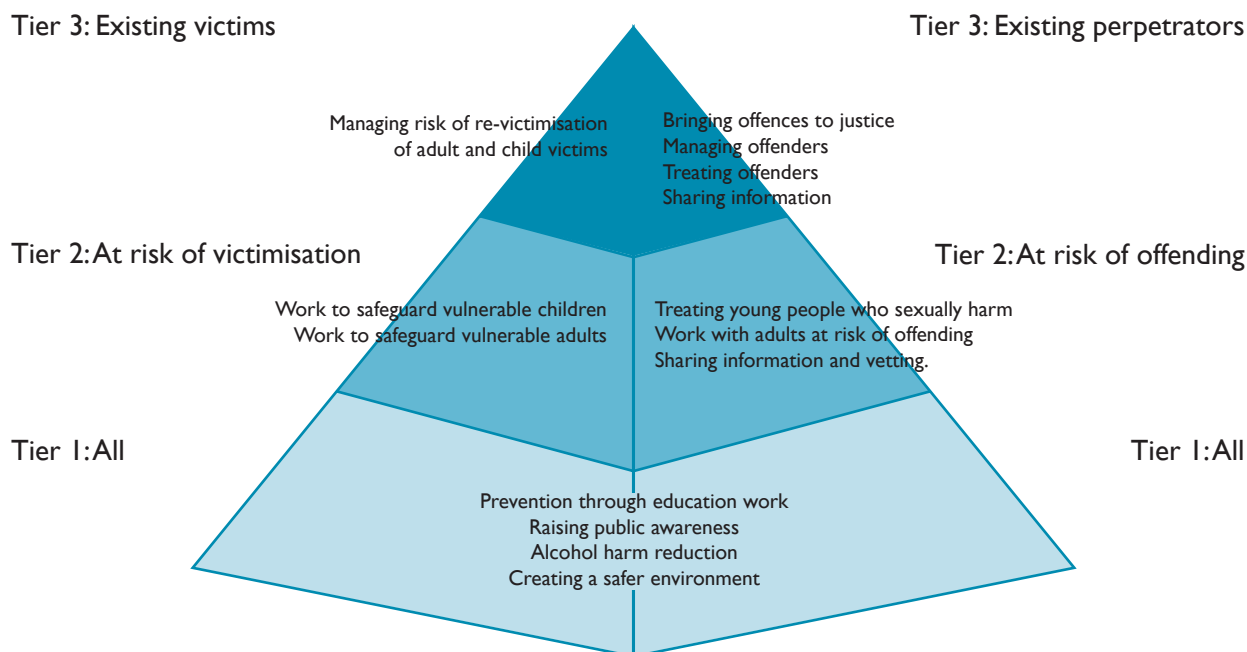 Tier 3: Existing victims
Tier 3: Existing perpetrators
Managing risk of re-victimisation
of adult and child victims
Bringing offences to justice
Managing offenders
Treating offenders
Sharing information
Tier 2: At risk of victimisation
Tier 2: At risk of offending
Work to safeguard vulnerable children
Work to safeguard vulnerable adults
Treating young people who sexually harm
Work with adults at risk of offending
Sharing information and vetting.
Tier 1: All
Tier 1: All
Prevention through education work
Raising public awareness
Alcohol harm reduction
Creating a safer environment